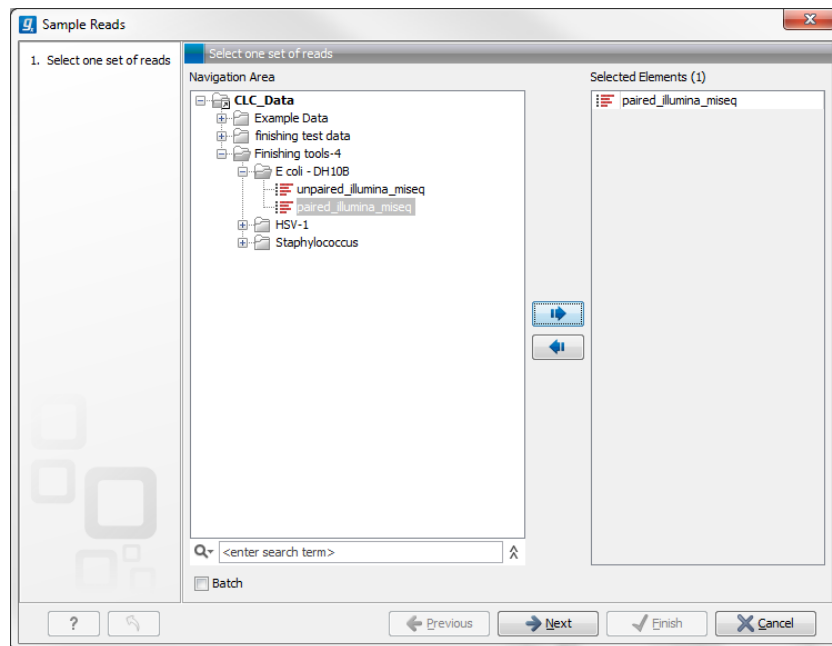 Sample Reads
1. Select one set of reads
Select one set of reads
Navigation Area
CLC_Data
Example Data
finishing test data
Finishing tools-4
E coli - DH10B
unpaired_illumina_miseq
paired_illumina_miseq
HSV-1
Staphylococcus
<enter search term>
Batch
Selected Elements (1)
paired_illumina_miseq
?
Previous
Next
Finish
Cancel